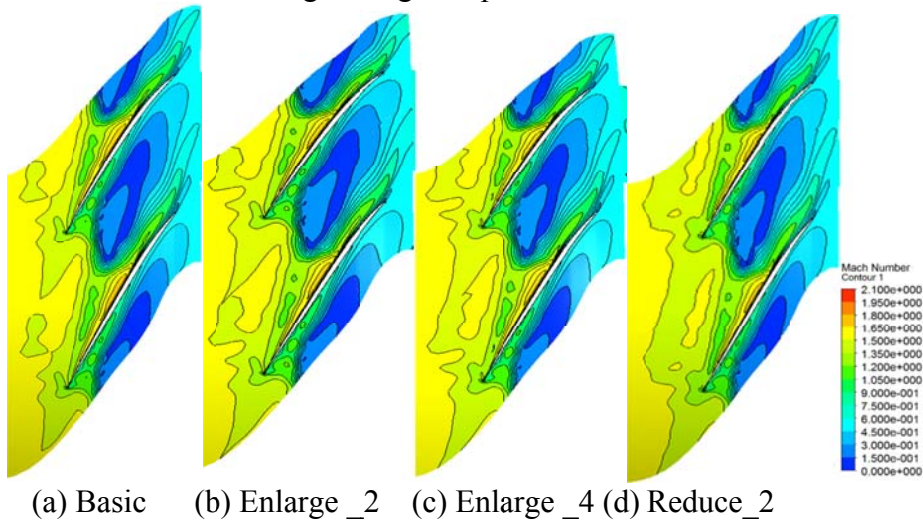 Mach Number
Contour 1
2.100e+000
1.950e+000
1.800e+000
1.650e+000
1.500e+000
1.350e+000
1.200e+000
1.050e+000
9.000e-001
7.500e-001
6.000e-001
4.500e-001
3.000e-001
1.500e-001
0.000e+000
(a) Basic (b) Enlarge _2 (c) Enlarge _4 (d) Reduce_2